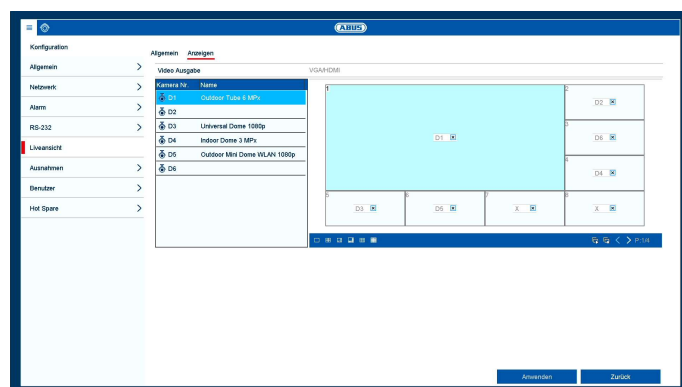 ABUS
Konfiguration
Allgemein Anzeigen
Allgemein
Netzwerk
Alarm
RS-232
Liveansicht
Ausnahmen
Benutzer
Hot Spare
Video Ausgabe VGA/HDMI
Kamera Nr. Name
D1 Outdoor Tube 6 MPx
D2
D3 Universal Dome 1080p
D4 Indoor Dome 3 MPx
D5 Outdoor Mini Dome WLAN 1080p
D6
1 D1
2 D2
3 D6
4 D4
5 D3
6 D5
7 X
8 X
P:1/4
Anwenden Zurück